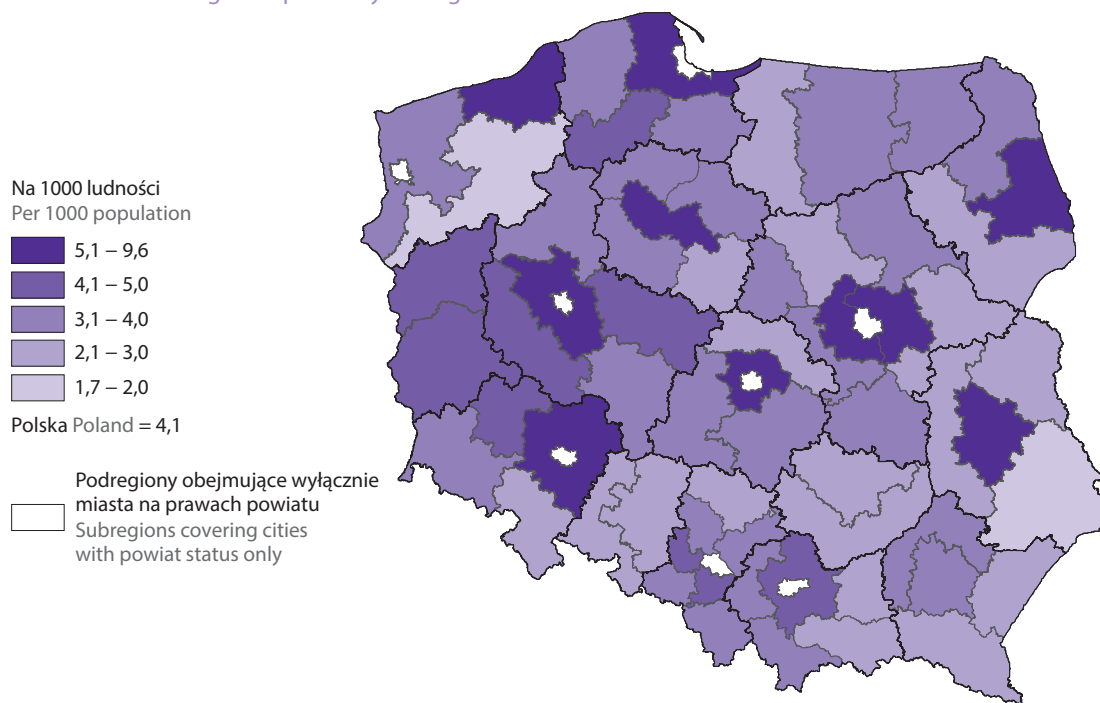 Na 1000 ludności
Per 1000 population
5,1 – 9,6
4,1 – 5,0
3,1 – 4,0
2,1 – 3,0
1,7 – 2,0
Polska Poland = 4,1
Podregiony obejmujące wyłącznie
miasta na prawach powiatu
Subregions covering cities
with powiat status only